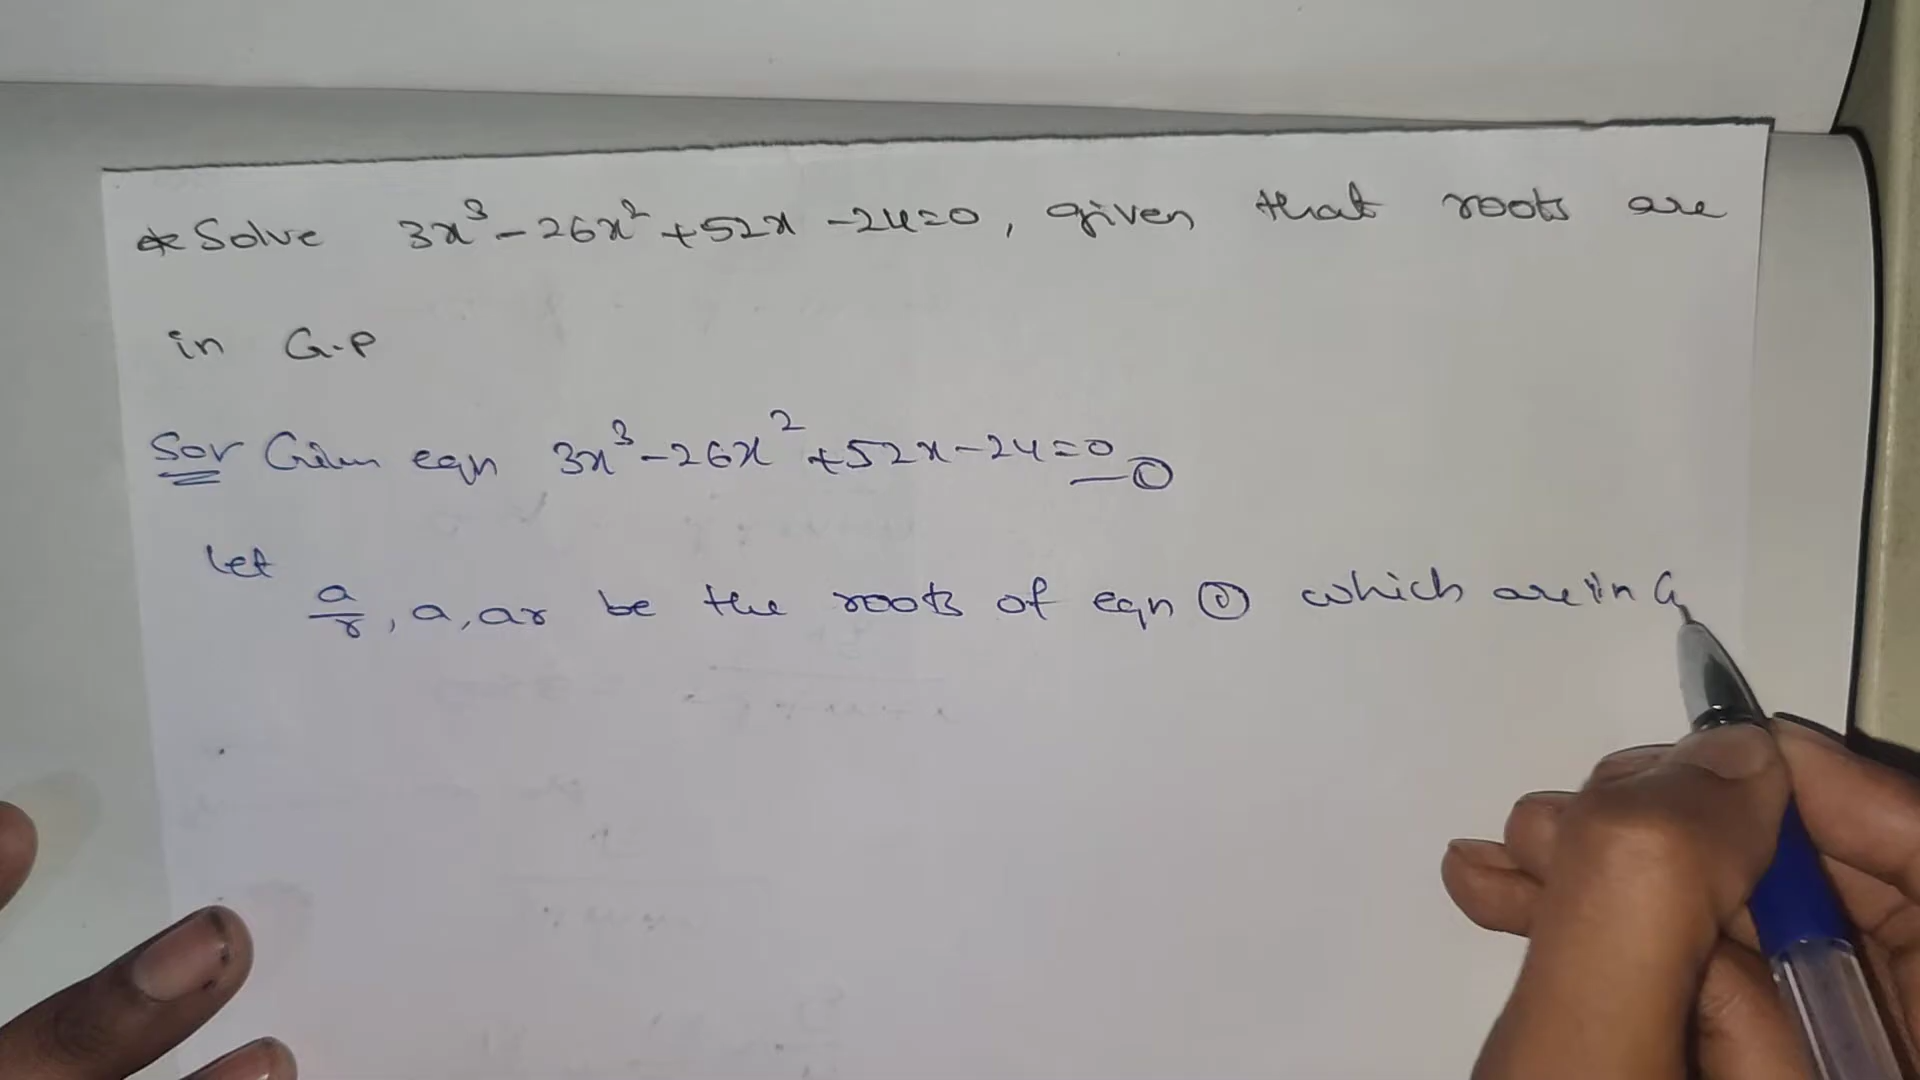 * Solve 3x³ - 26x² + 52x - 24 = 0, given that roots are
in G.P
Sol Given eqn 3x³ - 26x² + 52x - 24 = 0 — ①
Let
a/r, a, ar be the roots of eqn ① which are in G